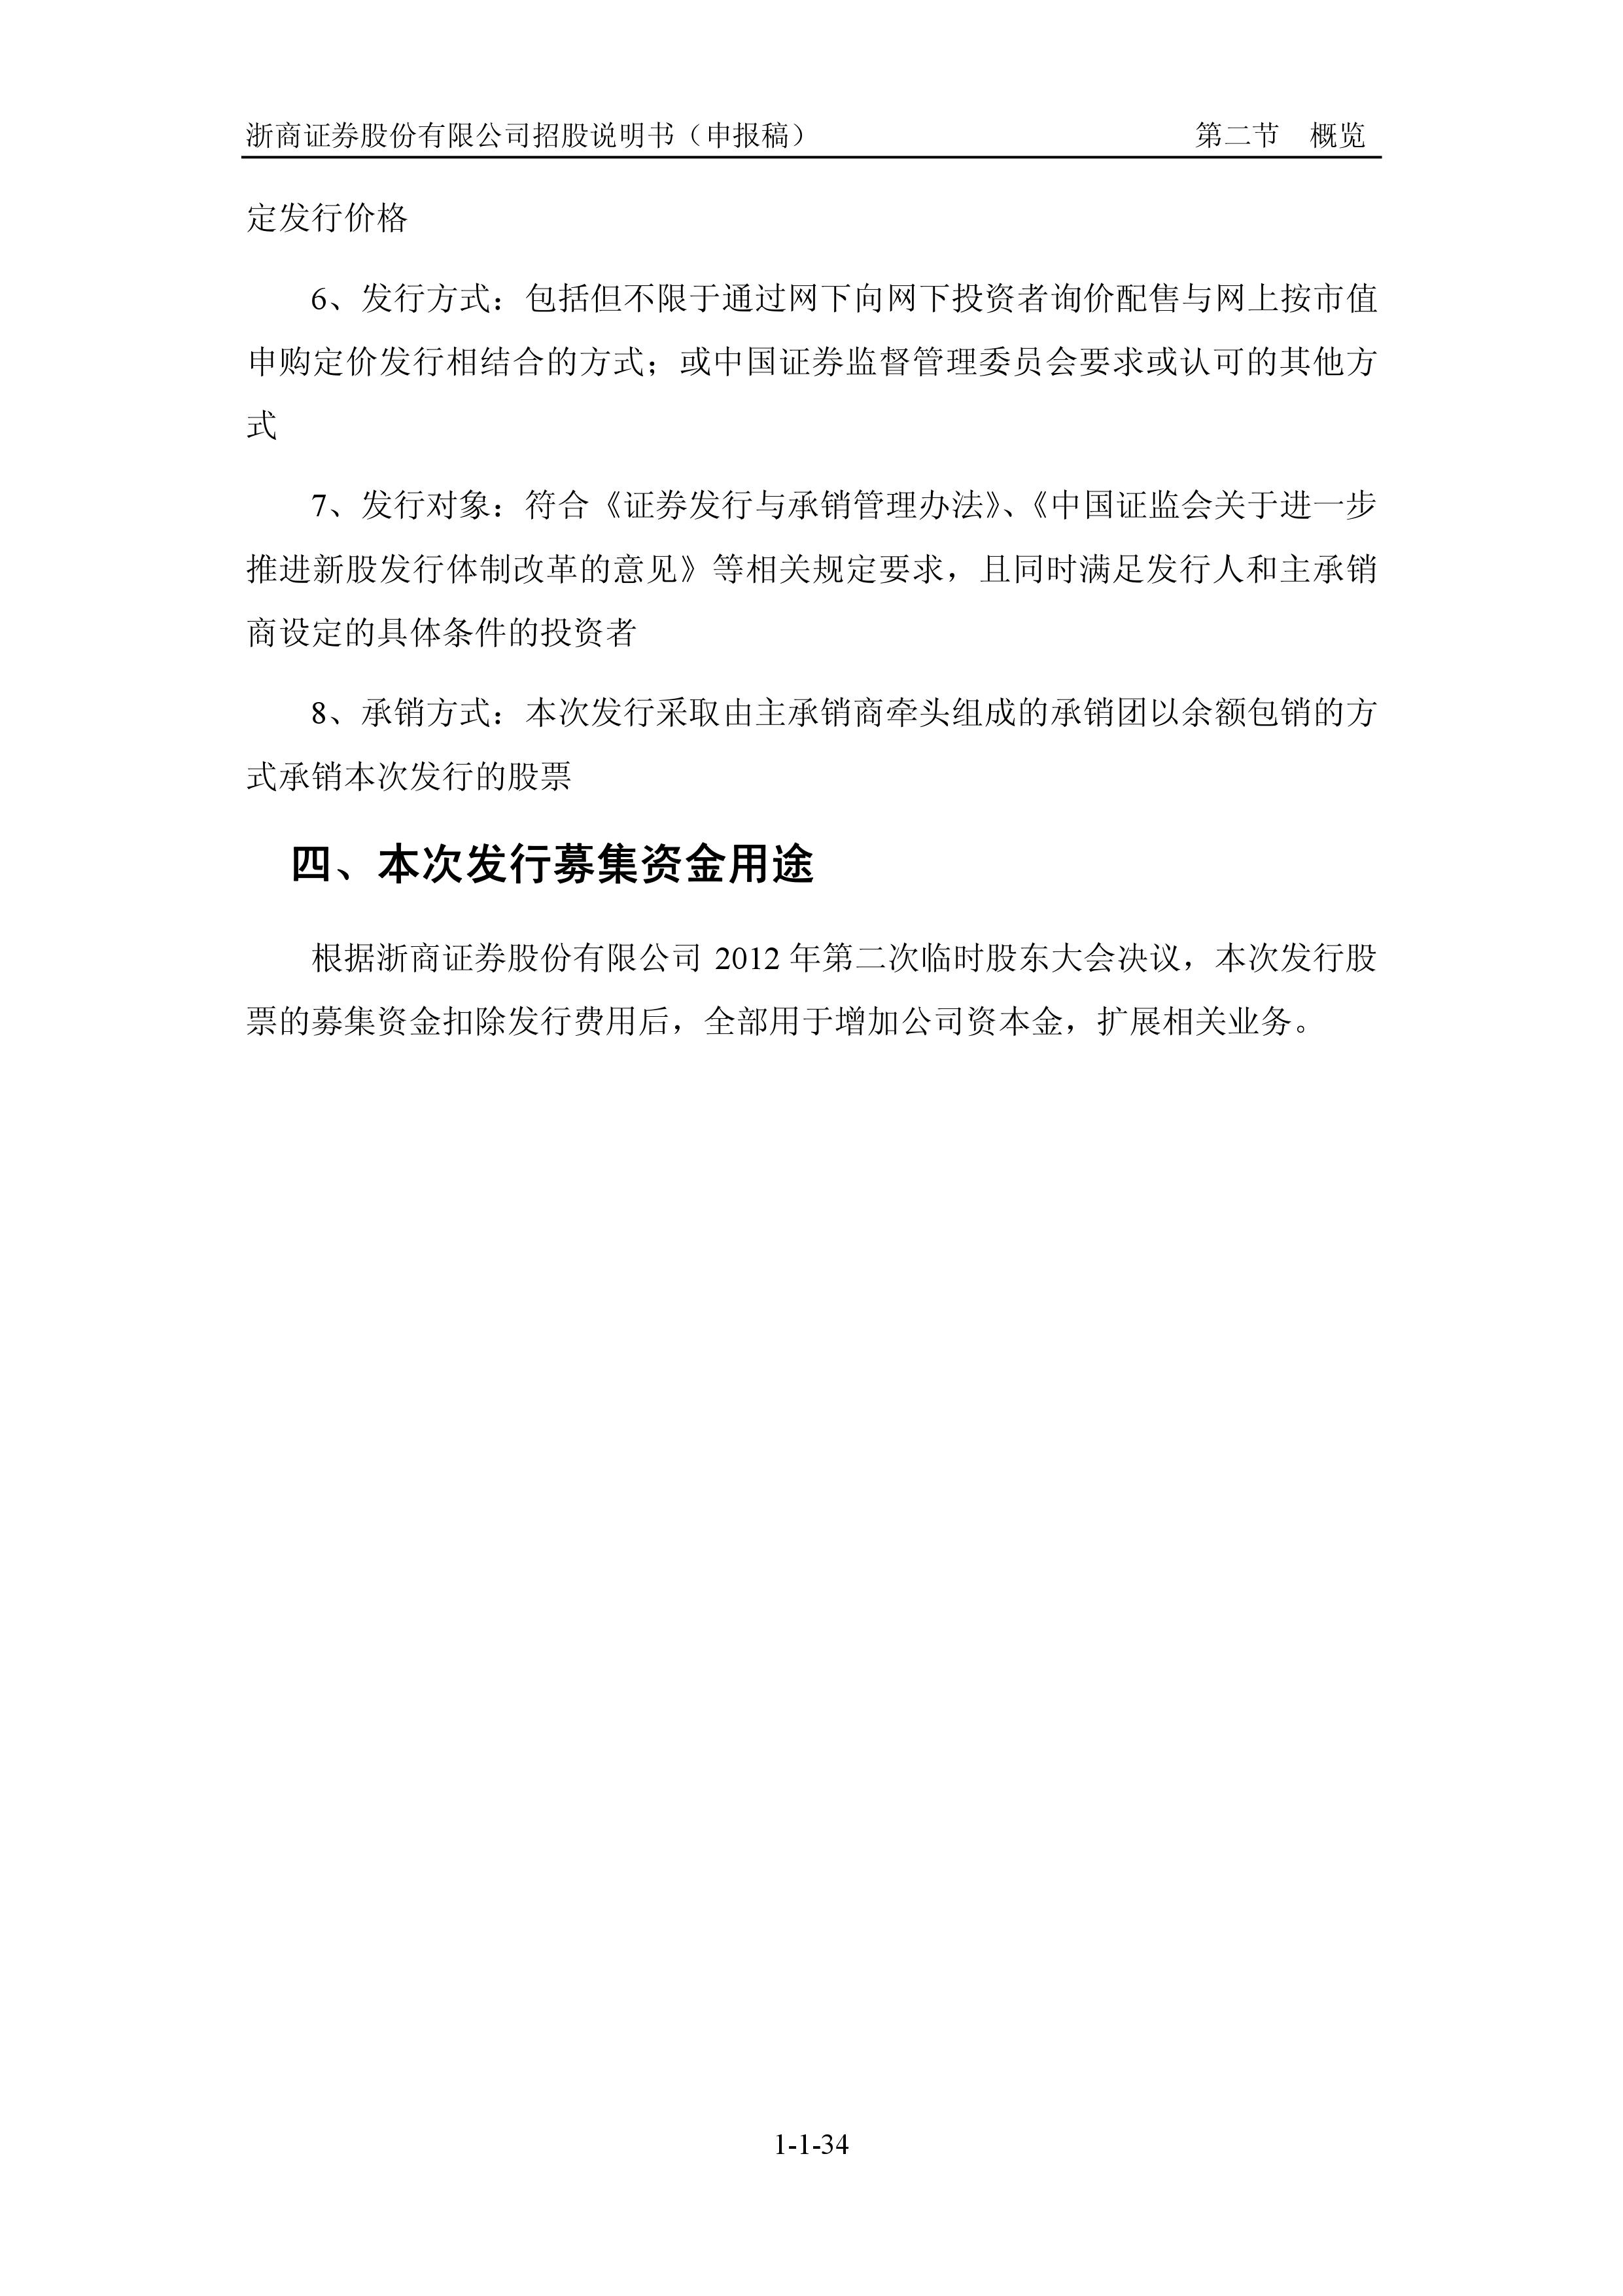 浙商证券股份有限公司招股说明书（申报稿） 第二节 概览
定发行价格
6、发行方式：包括但不限于通过网下向网下投资者询价配售与网上按市值
申购定价发行相结合的方式；或中国证券监督管理委员会要求或认可的其他方
式
7、发行对象：符合《证券发行与承销管理办法》、《中国证监会关于进一步
推进新股发行体制改革的意见》等相关规定要求，且同时满足发行人和主承销
商设定的具体条件的投资者
8、承销方式：本次发行采取由主承销商牵头组成的承销团以余额包销的方
式承销本次发行的股票
四、本次发行募集资金用途
根据浙商证券股份有限公司 2012 年第二次临时股东大会决议，本次发行股
票的募集资金扣除发行费用后，全部用于增加公司资本金，扩展相关业务。
1-1-34